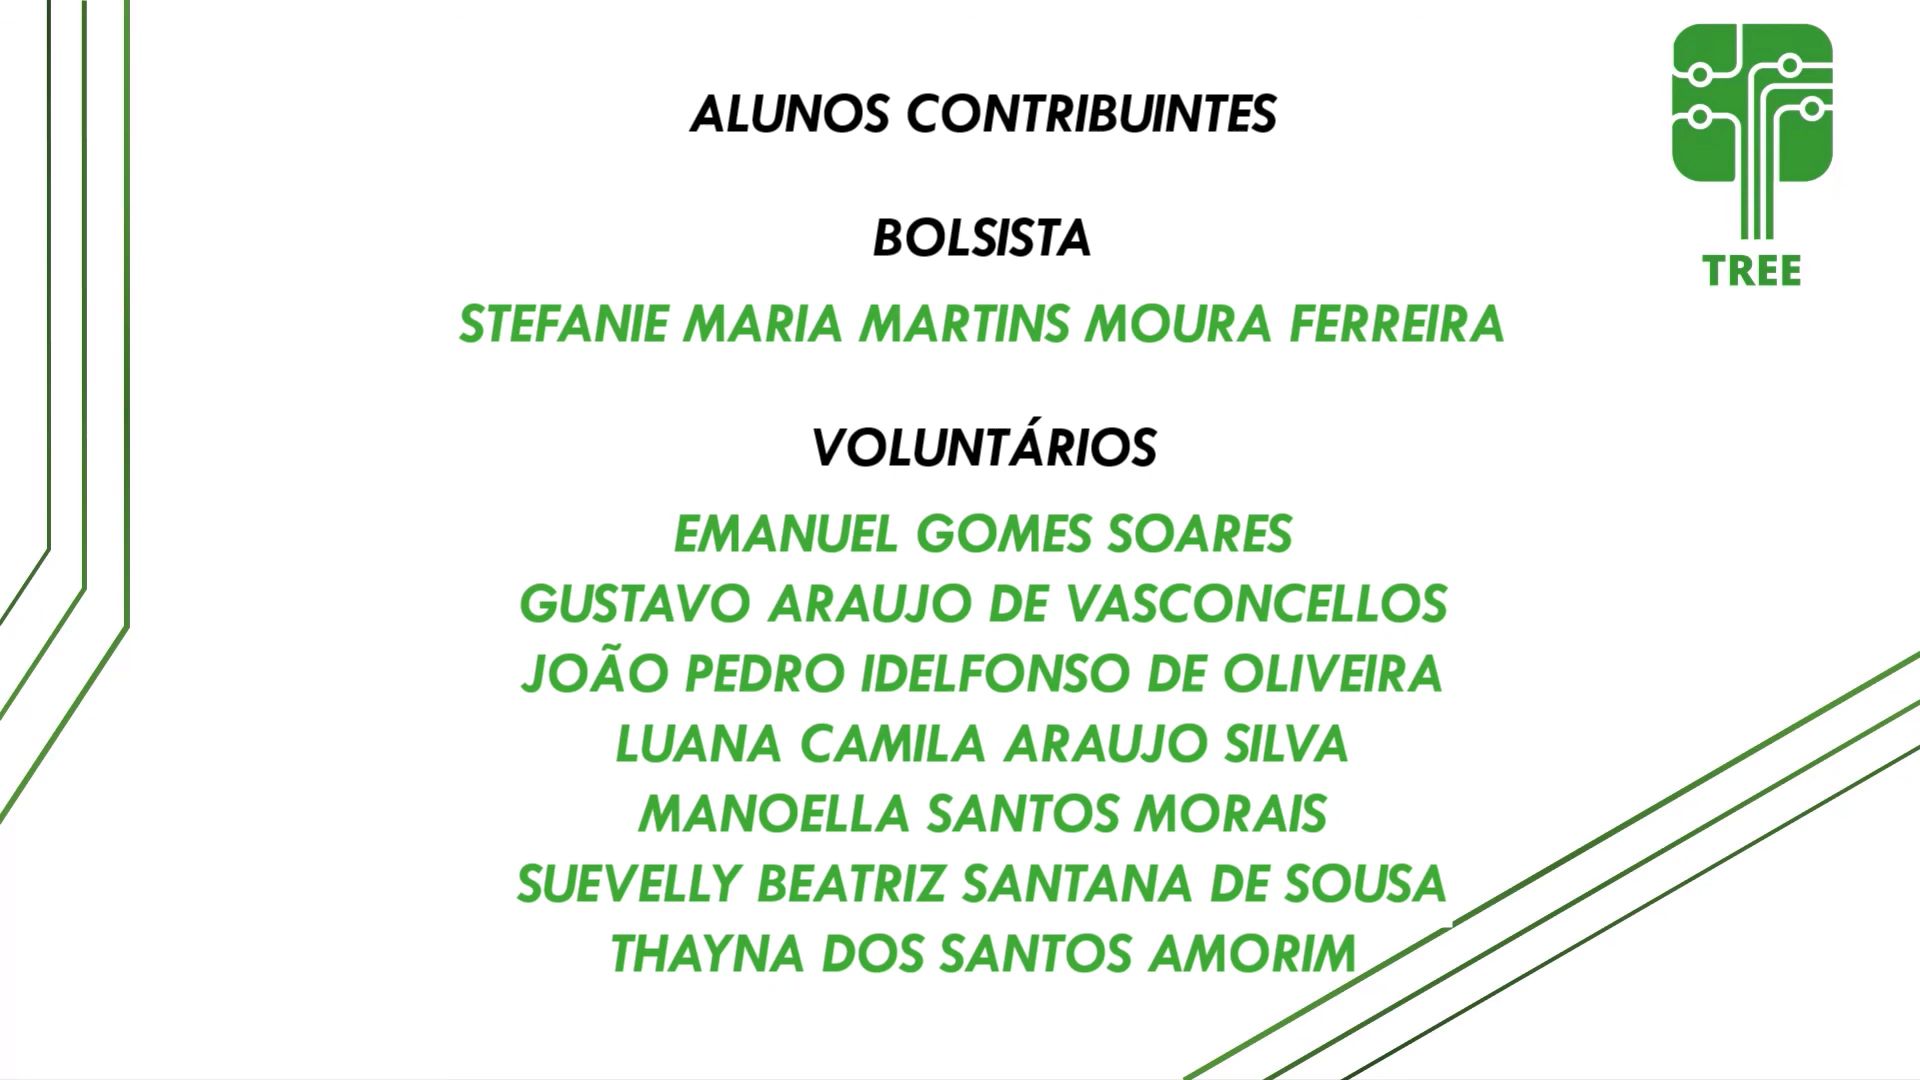 ALUNOS CONTRIBUINTES
TREE
BOLSISTA
STEFANIE MARIA MARTINS MOURA FERREIRA
VOLUNTÁRIOS
EMANUEL GOMES SOARES
GUSTAVO ARAUJO DE VASCONCELLOS
JOÃO PEDRO IDELFONSO DE OLIVEIRA
LUANA CAMILA ARAUJO SILVA
MANOELLA SANTOS MORAIS
SUEVELLY BEATRIZ SANTANA DE SOUSA
THAYNA DOS SANTOS AMORIM